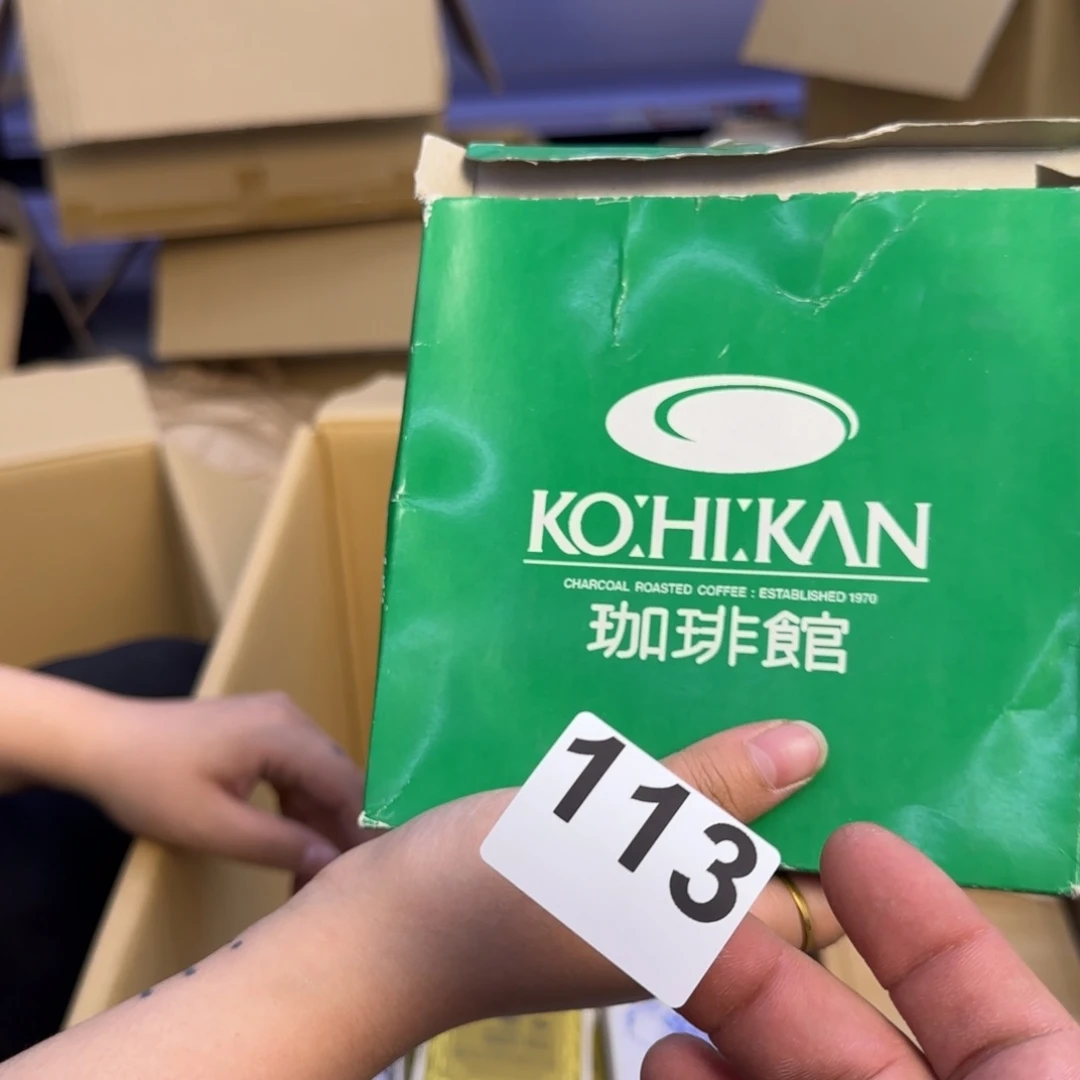 KO:HI:KAN
CHARCOAL ROASTED COFFEE : ESTABLISHED 1970
珈琲館
113